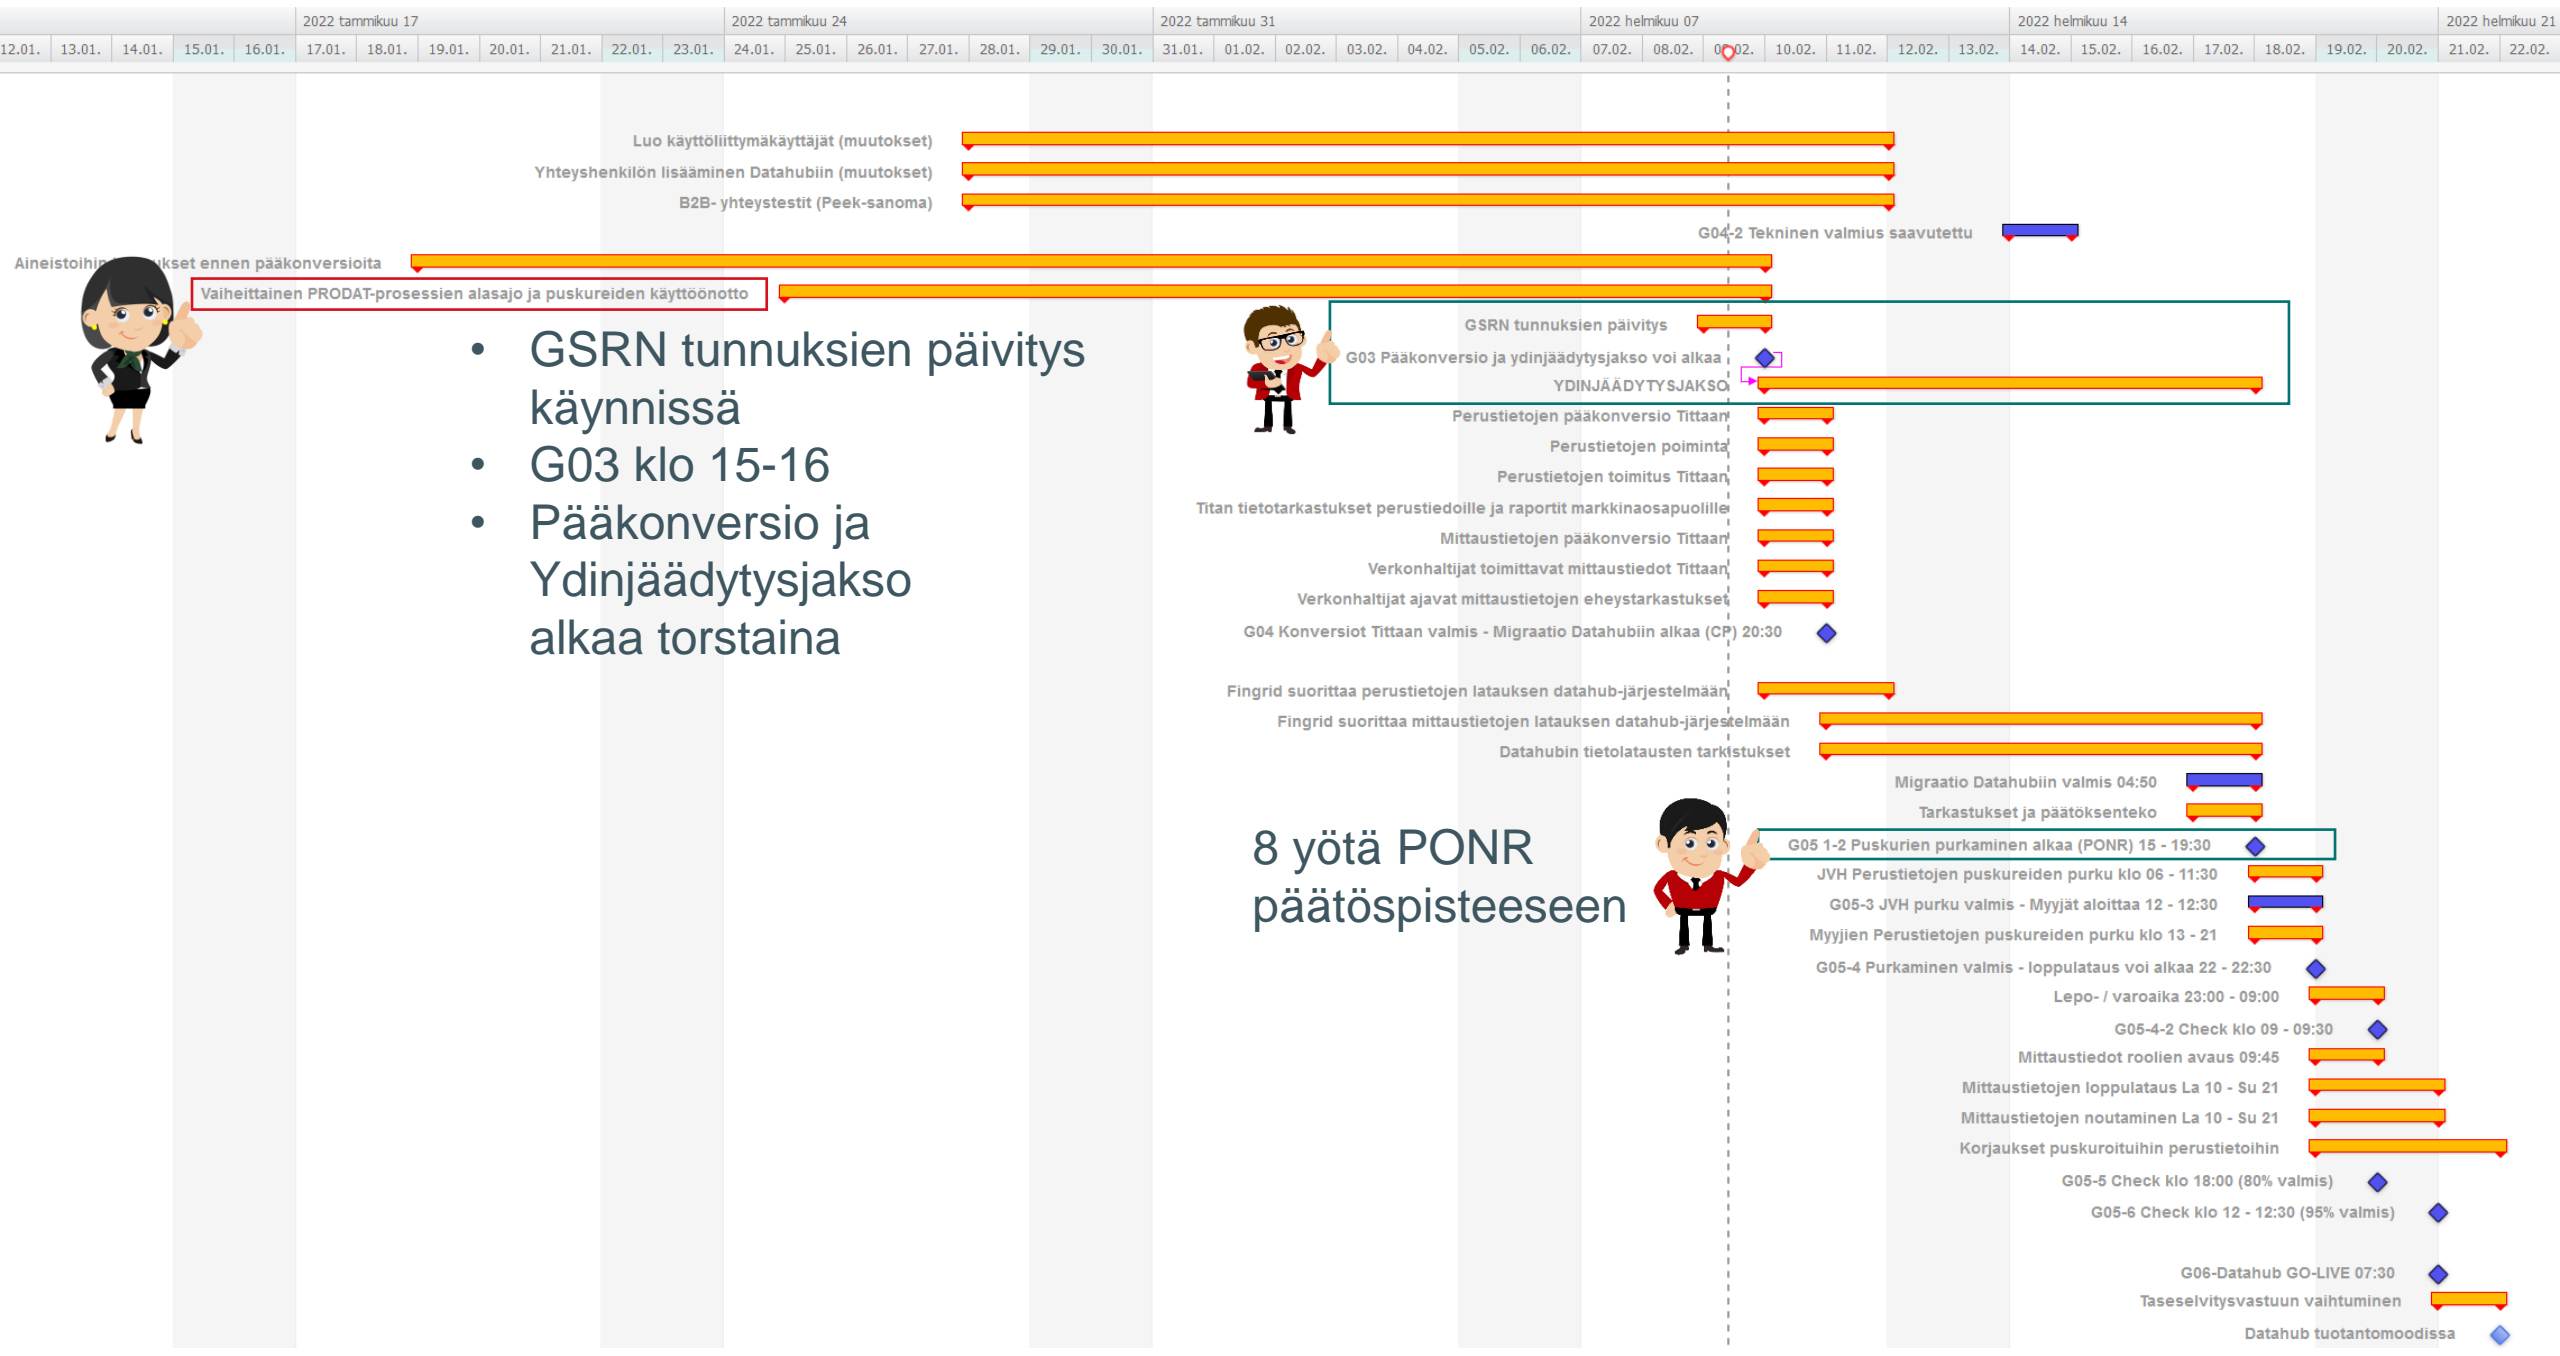 2022 tammikuu 17 2022 tammikuu 24 2022 tammikuu 31 2022 helmikuu 07 2022 helmikuu 14 2022 helmikuu 21
12.01. 13.01. 14.01. 15.01. 16.01. 17.01. 18.01. 19.01. 20.01. 21.01. 22.01. 23.01. 24.01. 25.01. 26.01. 27.01. 28.01. 29.01. 30.01. 31.01. 01.02. 02.02. 03.02. 04.02. 05.02. 06.02. 07.02. 08.02. 09.02. 10.02. 11.02. 12.02. 13.02. 14.02. 15.02. 16.02. 17.02. 18.02. 19.02. 20.02. 21.02. 22.02.
Luo käyttöliittymäkäyttäjät (muutokset)
Yhteyshenkilön lisääminen Datahubiin (muutokset)
B2B- yhteystestit (Peek-sanoma)
G04-2 Tekninen valmius saavutettu
Aineistoihin ennen pääkonversioita
Vaiheittainen PRODAT-prosessien alasajo ja puskureiden käyttöönotto
• GSRN tunnuksien päivitys
käynnissä
• G03 klo 15-16
• Pääkonversio ja
Ydinjäädytysjakso
alkaa torstaina
GSRN tunnuksien päivitys
G03 Pääkonversio ja ydinjäädytysjakso voi alkaa
YDINJÄÄDYTYSJAKSO
Perustietojen pääkonversio Tittaan
Perustietojen poiminta
Perustietojen toimitus Tittaan
Titan tietotarkastukset perustiedoille ja raportit markkinaosapuolille
Mittaustietojen pääkonversio Tittaan
Verkonhaltijat toimittavat mittaustiedot Tittaan
Verkonhaltijat ajavat mittaustietojen eheystarkastukset
G04 Konversiot Tittaan valmis - Migraatio Datahubiin alkaa (CP) 20:30
Fingrid suorittaa perustietojen latauksen datahub-järjestelmään
Fingrid suorittaa mittaustietojen latauksen datahub-järjestelmään
Datahubin tietolatausten tarkistukset
Migraatio Datahubiin valmis 04:50
Tarkastukset ja päätöksenteko
8 yötä PONR
päätöspisteeseen
G05 1-2 Puskurien purkaminen alkaa (PONR) 15 - 19:30
JVH Perustietojen puskureiden purku klo 06 - 11:30
G05-3 JVH purku valmis - Myyjät aloittaa 12 - 12:30
Myyjien Perustietojen puskureiden purku klo 13 - 21
G05-4 Purkaminen valmis - loppulataus voi alkaa 22 - 22:30
Lepo- / varoaika 23:00 - 09:00
G05-4-2 Check klo 09 - 09:30
Mittaustiedot roolien avaus 09:45
Mittaustietojen loppulataus La 10 - Su 21
Mittaustietojen noutaminen La 10 - Su 21
Korjaukset puskuroituihin perustietoihin
G05-5 Check klo 18:00 (80% valmis)
G05-6 Check klo 12 - 12:30 (95% valmis)
G06-Datahub GO-LIVE 07:30
Taseselvitysvastuun vaihtuminen
Datahub tuotantomoodissa